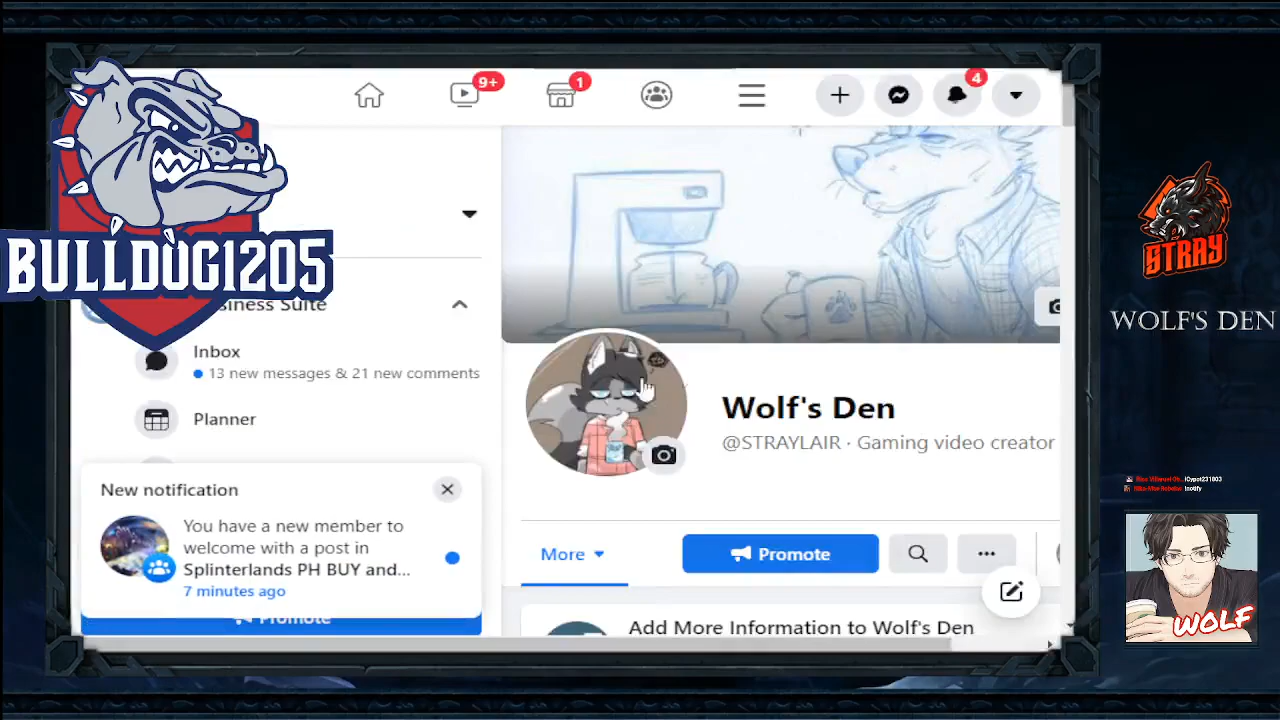 9+
1
4
BULLDOG1205
siness Suite
Inbox
13 new messages & 21 new comments
Planner
New notification
You have a new member to
welcome with a post in
Splinterlands PH BUY and...
7 minutes ago
Promote
Wolf's Den
@STRAYLAIR · Gaming video creator
More
Promote
Add More Information to Wolf's Den
STRAY
WOLF'S DEN
!notify
WOLF